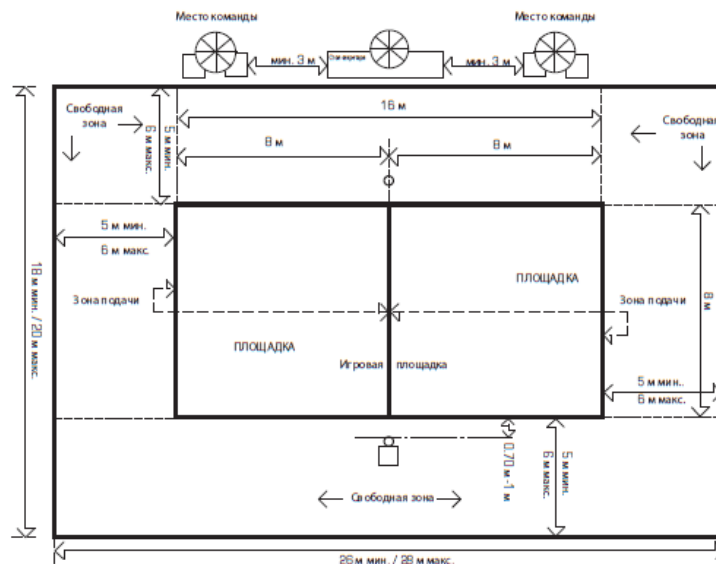 Место команды
Место команды
мин. 3 м
мин. 3 м
16 м
Свободная
зона
5 м мин.
6 м макс.
8 м
8 м
Свободная
зона
5 м мин.
6 м макс.
18 м мин. / 20 м макс.
ПЛОЩАДКА
8 м
Зона подачи
Зона подачи
ПЛОЩАДКА
Игровая площадка
5 м мин..
6 м макс.
0.70 м -1 м
5 м мин.
6 м макс.
Свободная зона
26 м мин. / 28 м макс.